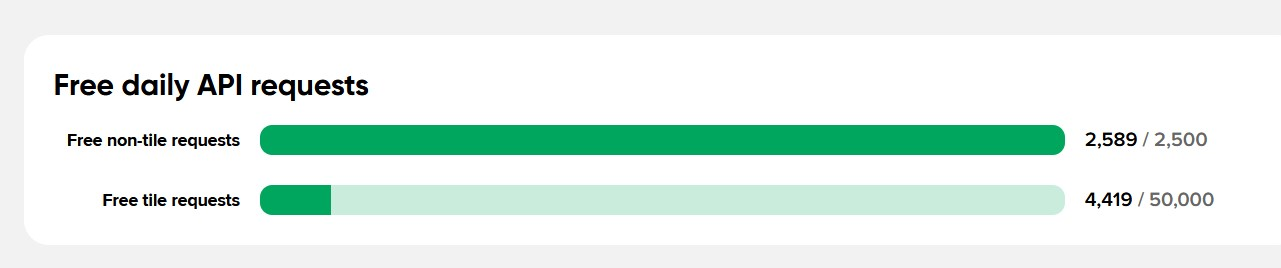 Free daily API requests
Free non-tile requests 2,589 / 2,500
Free tile requests 4,419 / 50,000